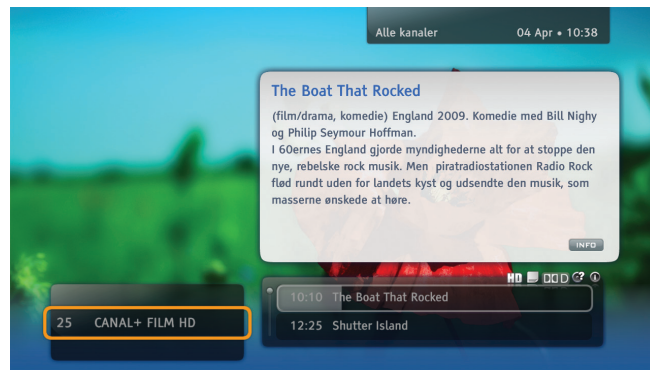 Alle kanaler 04 Apr • 10:38
The Boat That Rocked
(film/drama, komedie) England 2009. Komedie med Bill Nighy
og Philip Seymour Hoffman.
I 60ernes England gjorde myndighederne alt for at stoppe den
nye, rebelske rock musik. Men piratradiostationen Radio Rock
flød rundt uden for landets kyst og udsendte den musik, som
masserne ønskede at høre.
INFO
HD D ?
10:10 The Boat That Rocked
25 CANAL+ FILM HD
12:25 Shutter Island